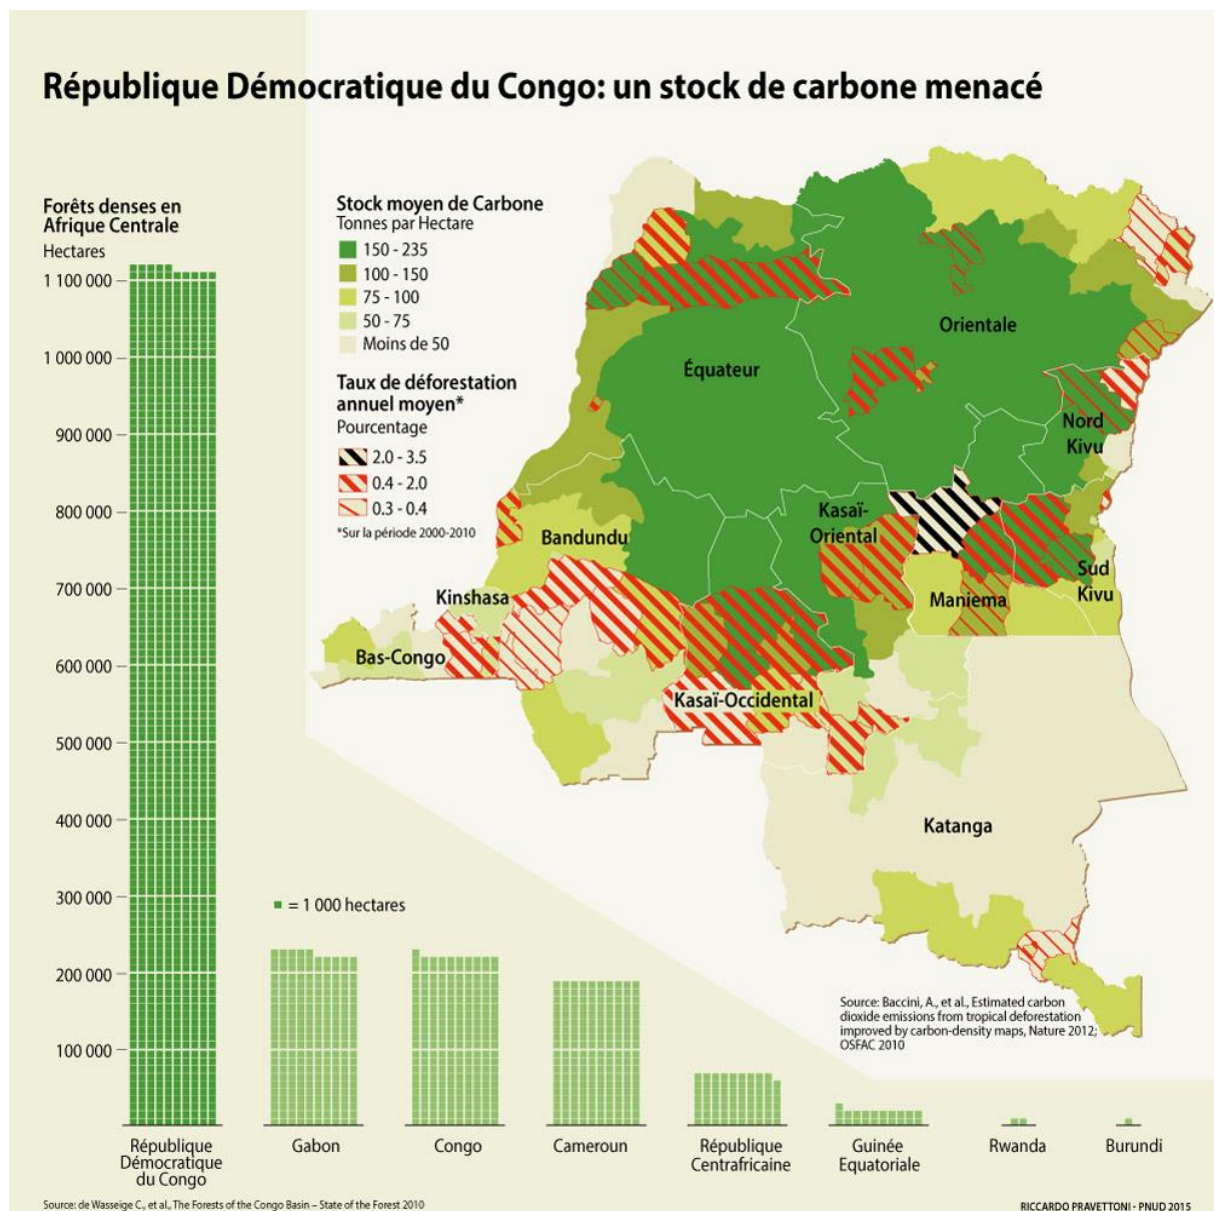 République Démocratique du Congo: un stock de carbone menacé
Forêts denses en
Afrique Centrale
Hectares
1 100 000
1 000 000
900 000
800 000
700 000
600 000
500 000
400 000
300 000
200 000
100 000
Stock moyen de Carbone
Tonnes par Hectare
150 - 235
100 - 150
75 - 100
50 - 75
Moins de 50
Taux de déforestation
annuel moyen*
Pourcentage
2.0 - 3.5
0.4 - 2.0
0.3 - 0.4
*Sur la période 2000-2010
Orientale
Équateur
Nord
Kivu
Kasaï-
Oriental
Bandundu
Sud
Kivu
Kinshasa
Maniema
Bas-Congo
Kasaï-Occidental
Katanga
= 1 000 hectares
Source: Baccini, A., et al., Estimated carbon
dioxide emissions from tropical deforestation
improved by carbon-density maps, Nature 2012;
OSFAC 2010
République
Démocratique
du Congo
Gabon
Congo
Cameroun
République
Centrafricaine
Guinée
Equatoriale
Rwanda
Burundi
Source: de Wasseige C., et al., The Forests of the Congo Basin – State of the Forest 2010
RICCARDO PRAVETTONI - PNUD 2015